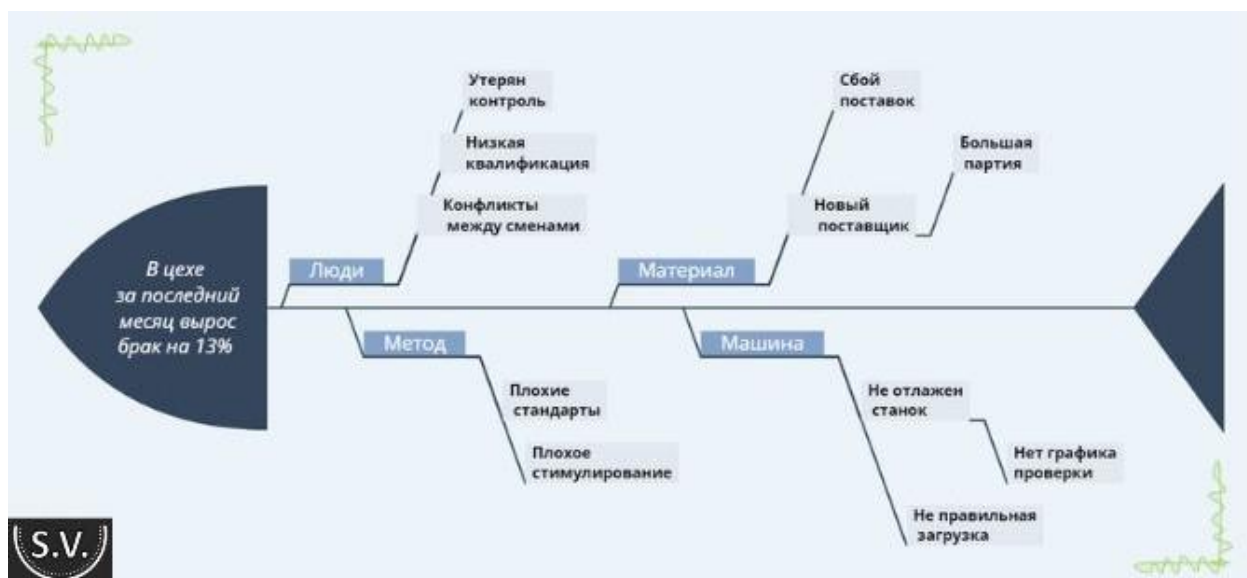 Утерян
контроль
Низкая
квалификация
Конфликты
между сменами
Люди
Сбой
поставок
Большая
партия
Новый
поставщик
Материал
В цехе
за последний
месяц вырос
брак на 13%
Метод
Плохие
стандарты
Плохое
стимулирование
Машина
Не отлажен
станок
Нет графика
проверки
Не правильная
загрузка
S.V.